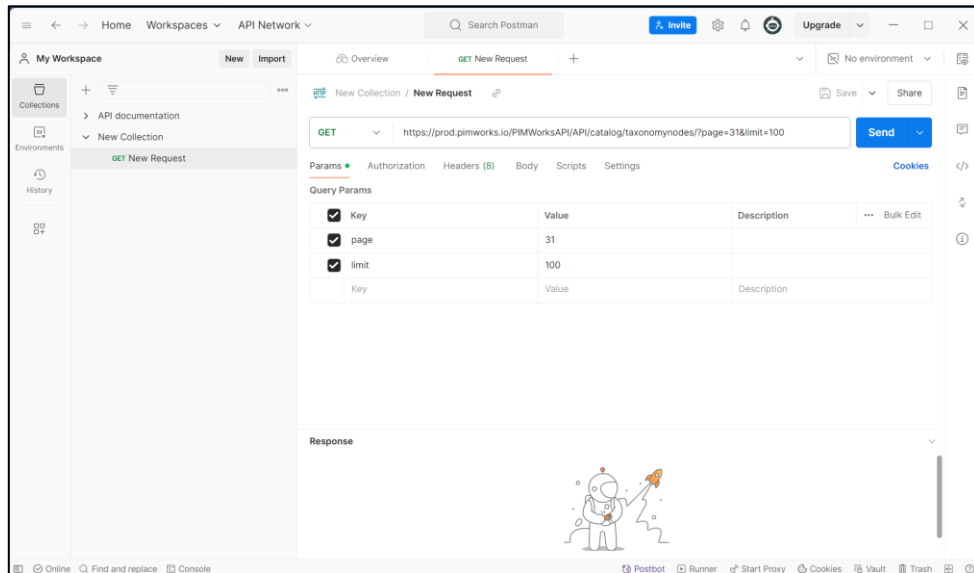 Home Workspaces API Network Search Postman Invite Upgrade
My Workspace New Import Overview GET New Request No environment
Collections
Environments
History
API documentation
New Collection
GET New Request
HTTP New Collection / New Request Save Share
GET https://prod.pimworks.io/PIMWorksAPI/API/catalog/taxonomynodes/?page=31&limit=100 Send
Params Authorization Headers (8) Body Scripts Settings Cookies
Query Params
Key Value Description Bulk Edit
page 31
limit 100
Key Value Description
Response
Online Find and replace Console Postbot Runner Start Proxy Cookies Vault Trash